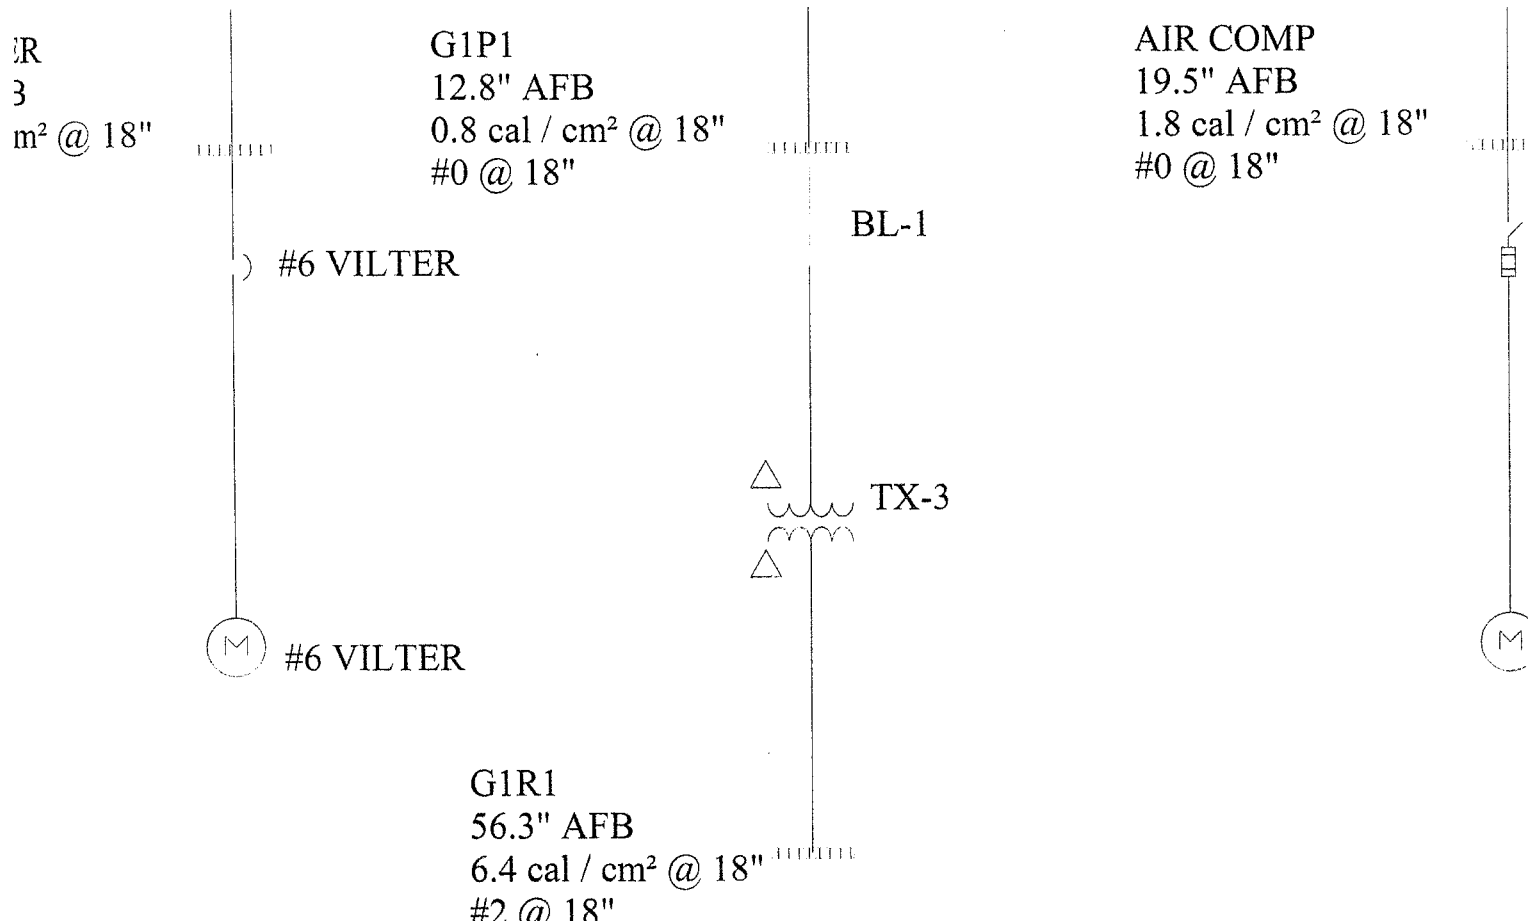 m² @ 18"
G1P1
12.8" AFB
0.8 cal / cm² @ 18"
#0 @ 18"
AIR COMP
19.5" AFB
1.8 cal / cm² @ 18"
#0 @ 18"
BL-1
#6 VILTER
TX-3
M
#6 VILTER
M
G1R1
56.3" AFB
6.4 cal / cm² @ 18"
#2 @ 18"